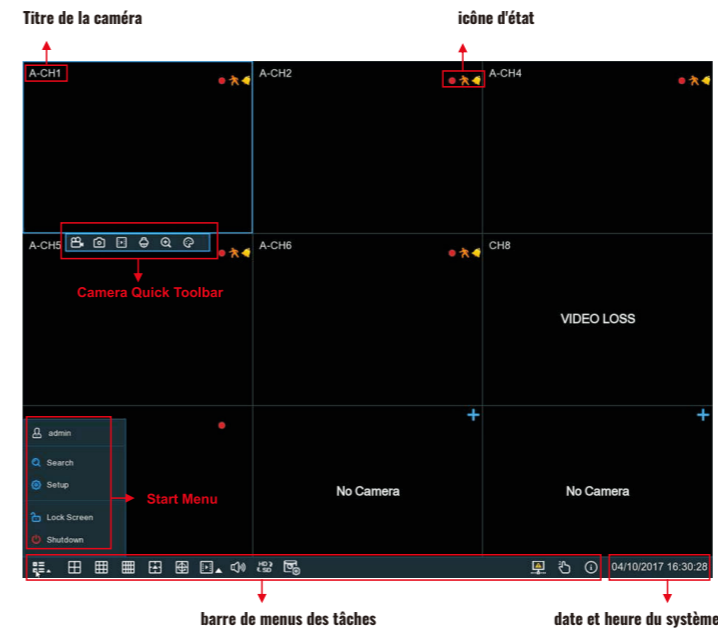 Titre de la caméra
icône d'état
A-CH1
A-CH2
A-CH4
A-CH5
A-CH6
CH8
Camera Quick Toolbar
VIDEO LOSS
admin
Search
Setup
Start Menu
Lock Screen
Shutdown
No Camera
No Camera
HD
SD
04/10/2017 16:30:28
barre de menus des tâches
date et heure du système